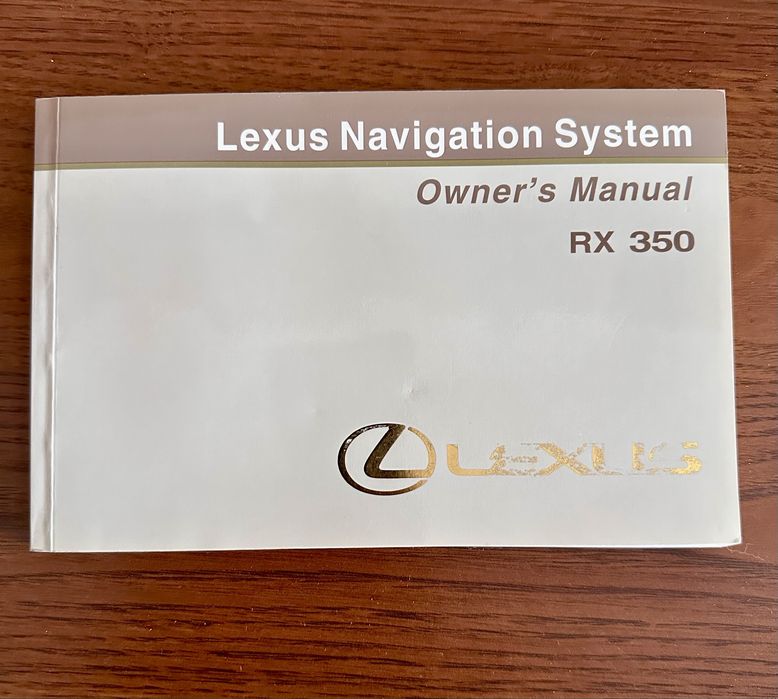 Lexus Navigation System
Owner's Manual
RX 350
LEXUS